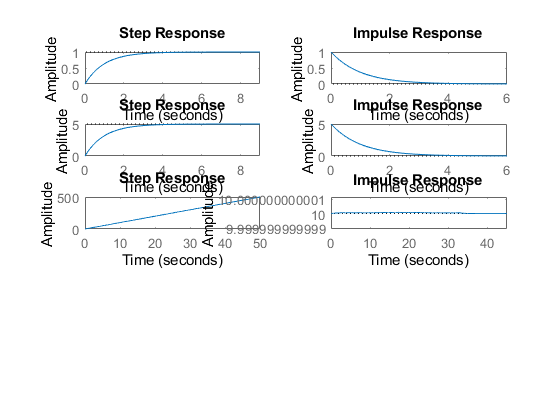 Step Response
Amplitude
1
0.5
0
0 2 4 6 8
Time (seconds)
Impulse Response
Amplitude
1
0
0 2 4 6
Time (seconds)
Step Response
Amplitude
5
0
0 2 4 6 8
Time (seconds)
Impulse Response
Amplitude
5
0
0 2 4 6
Time (seconds)
Step Response
Amplitude
500
0
0 10 20 30 40 50
Time (seconds)
Impulse Response
Amplitude
10.000000000001
10
9.999999999999
0 10 20 30 40
Time (seconds)